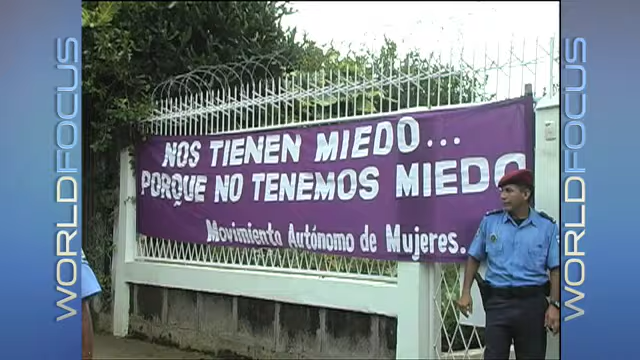 WORLDFOCUS
NOS TIENEN MIEDO...
PORQUE NO TENEMOS MIEDO
Movimiento Autónomo de Mujeres.
WORLDFOCUS